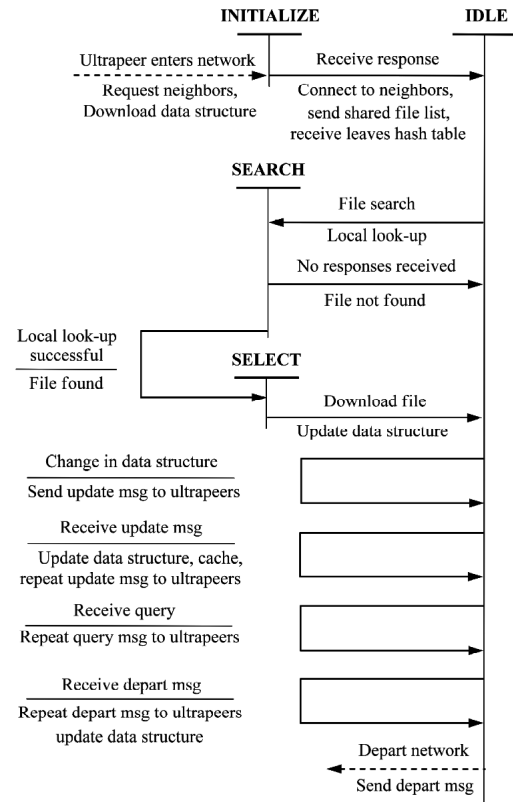 INITIALIZE
IDLE
Ultrapeer enters network
Request neighbors,
Download data structure
Receive response
Connect to neighbors,
send shared file list,
receive leaves hash table
SEARCH
File search
Local look-up
No responses received
File not found
Local look-up
successful
File found
SELECT
Download file
Update data structure
Change in data structure
Send update msg to ultrapeers
Receive update msg
Update data structure, cache,
repeat update msg to ultrapeers
Receive query
Repeat query msg to ultrapeers
Receive depart msg
Repeat depart msg to ultrapeers
update data structure
Depart network
Send depart msg